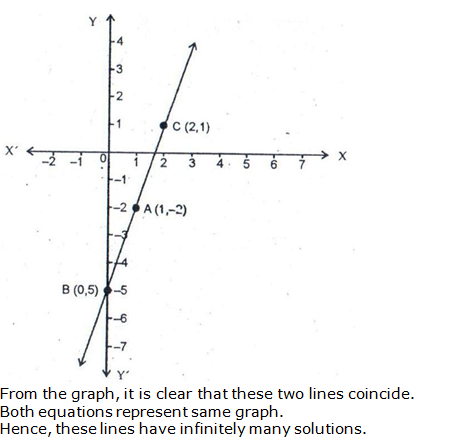 Y
4
3
2
1
C (2,1)
X' -2 -1 0 1 2 3 4 5 6 7 X
-1
-2 A (1,-2)
-3
-4
B (0,5) -5
-6
-7
Y'
From the graph, it is clear that these two lines coincide.
Both equations represent same graph.
Hence, these lines have infinitely many solutions.